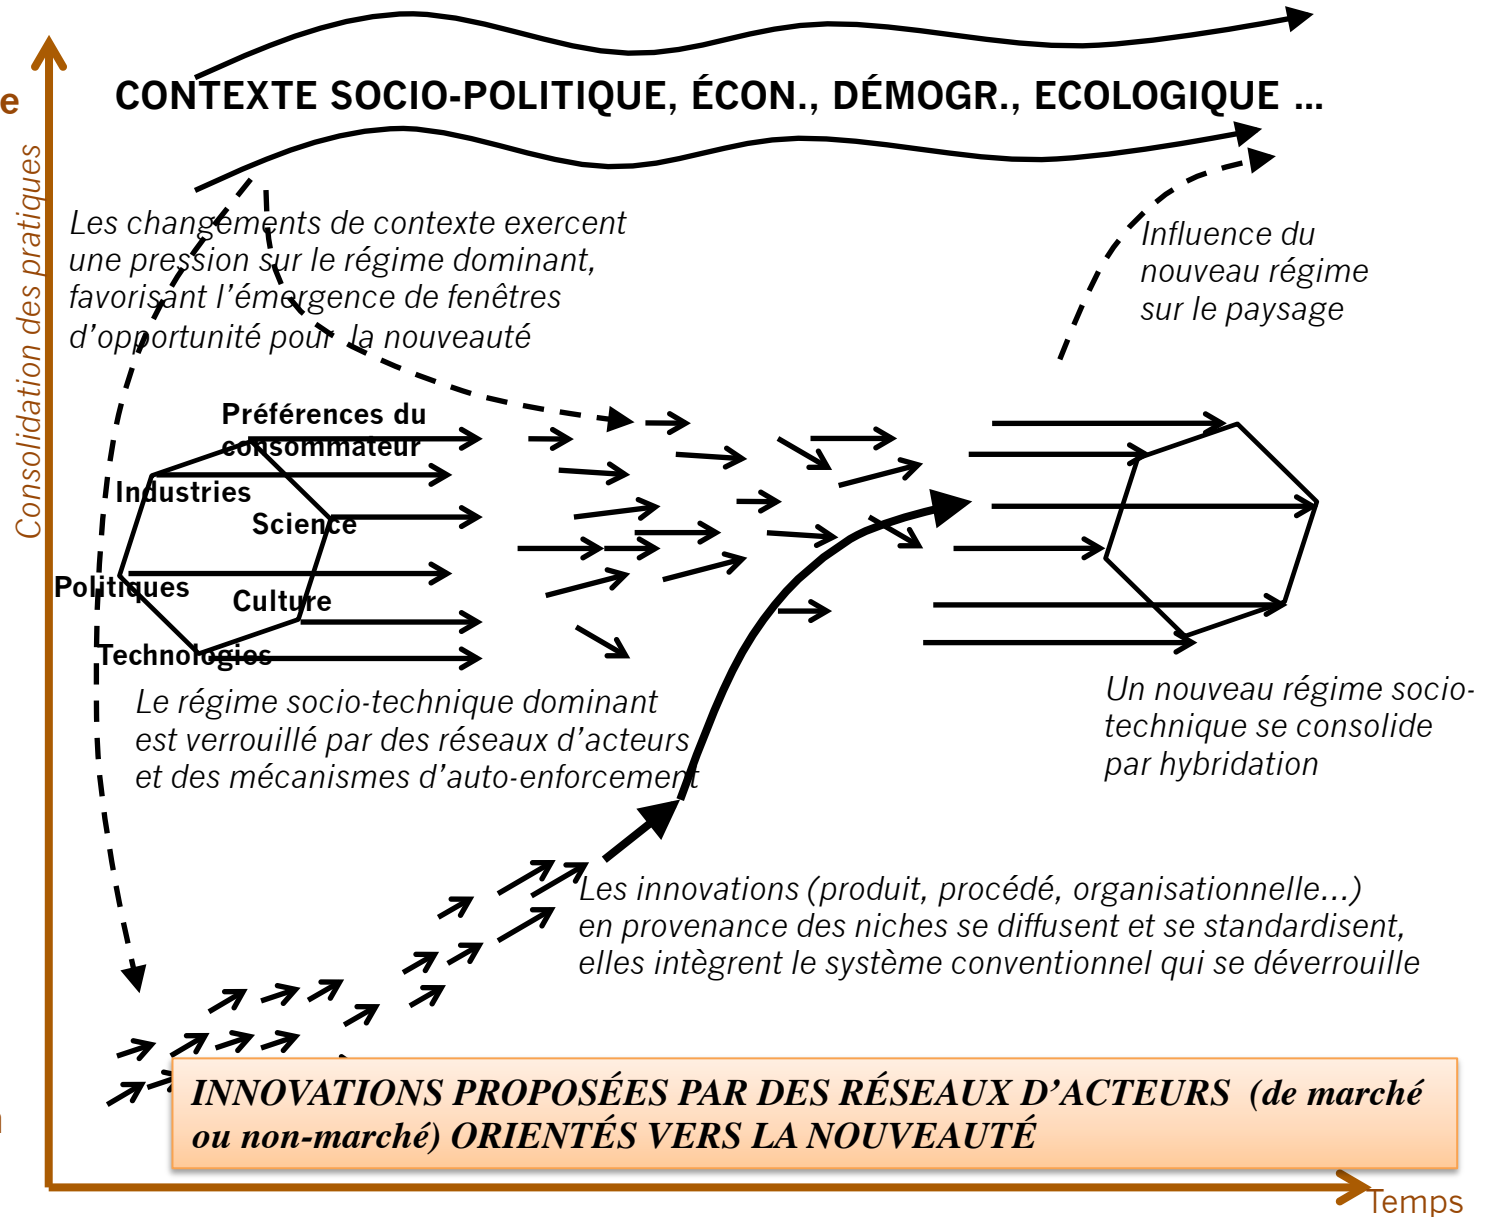 CONTEXTE SOCIO-POLITIQUE, ÉCON., DÉMOGR., ECOLOGIQUE ...
e
Consolidation des pratiques
Les changements de contexte exercent
une pression sur le régime dominant,
favorisant l’émergence de fenêtres
d’opportunité pour la nouveauté
Influence du
nouveau régime
sur le paysage
Préférences du
consommateur
Industries
Science
Politiques
Culture
Technologies
Le régime socio-technique dominant
est verrouillé par des réseaux d’acteurs
et des mécanismes d’auto-enforcement
Un nouveau régime socio-
technique se consolide
par hybridation
Les innovations (produit, procédé, organisationnelle...)
en provenance des niches se diffusent et se standardisent,
elles intègrent le système conventionnel qui se déverrouille
INNOVATIONS PROPOSÉES PAR DES RÉSEAUX D’ACTEURS (de marché
ou non-marché) ORIENTÉS VERS LA NOUVEAUTÉ
Temps